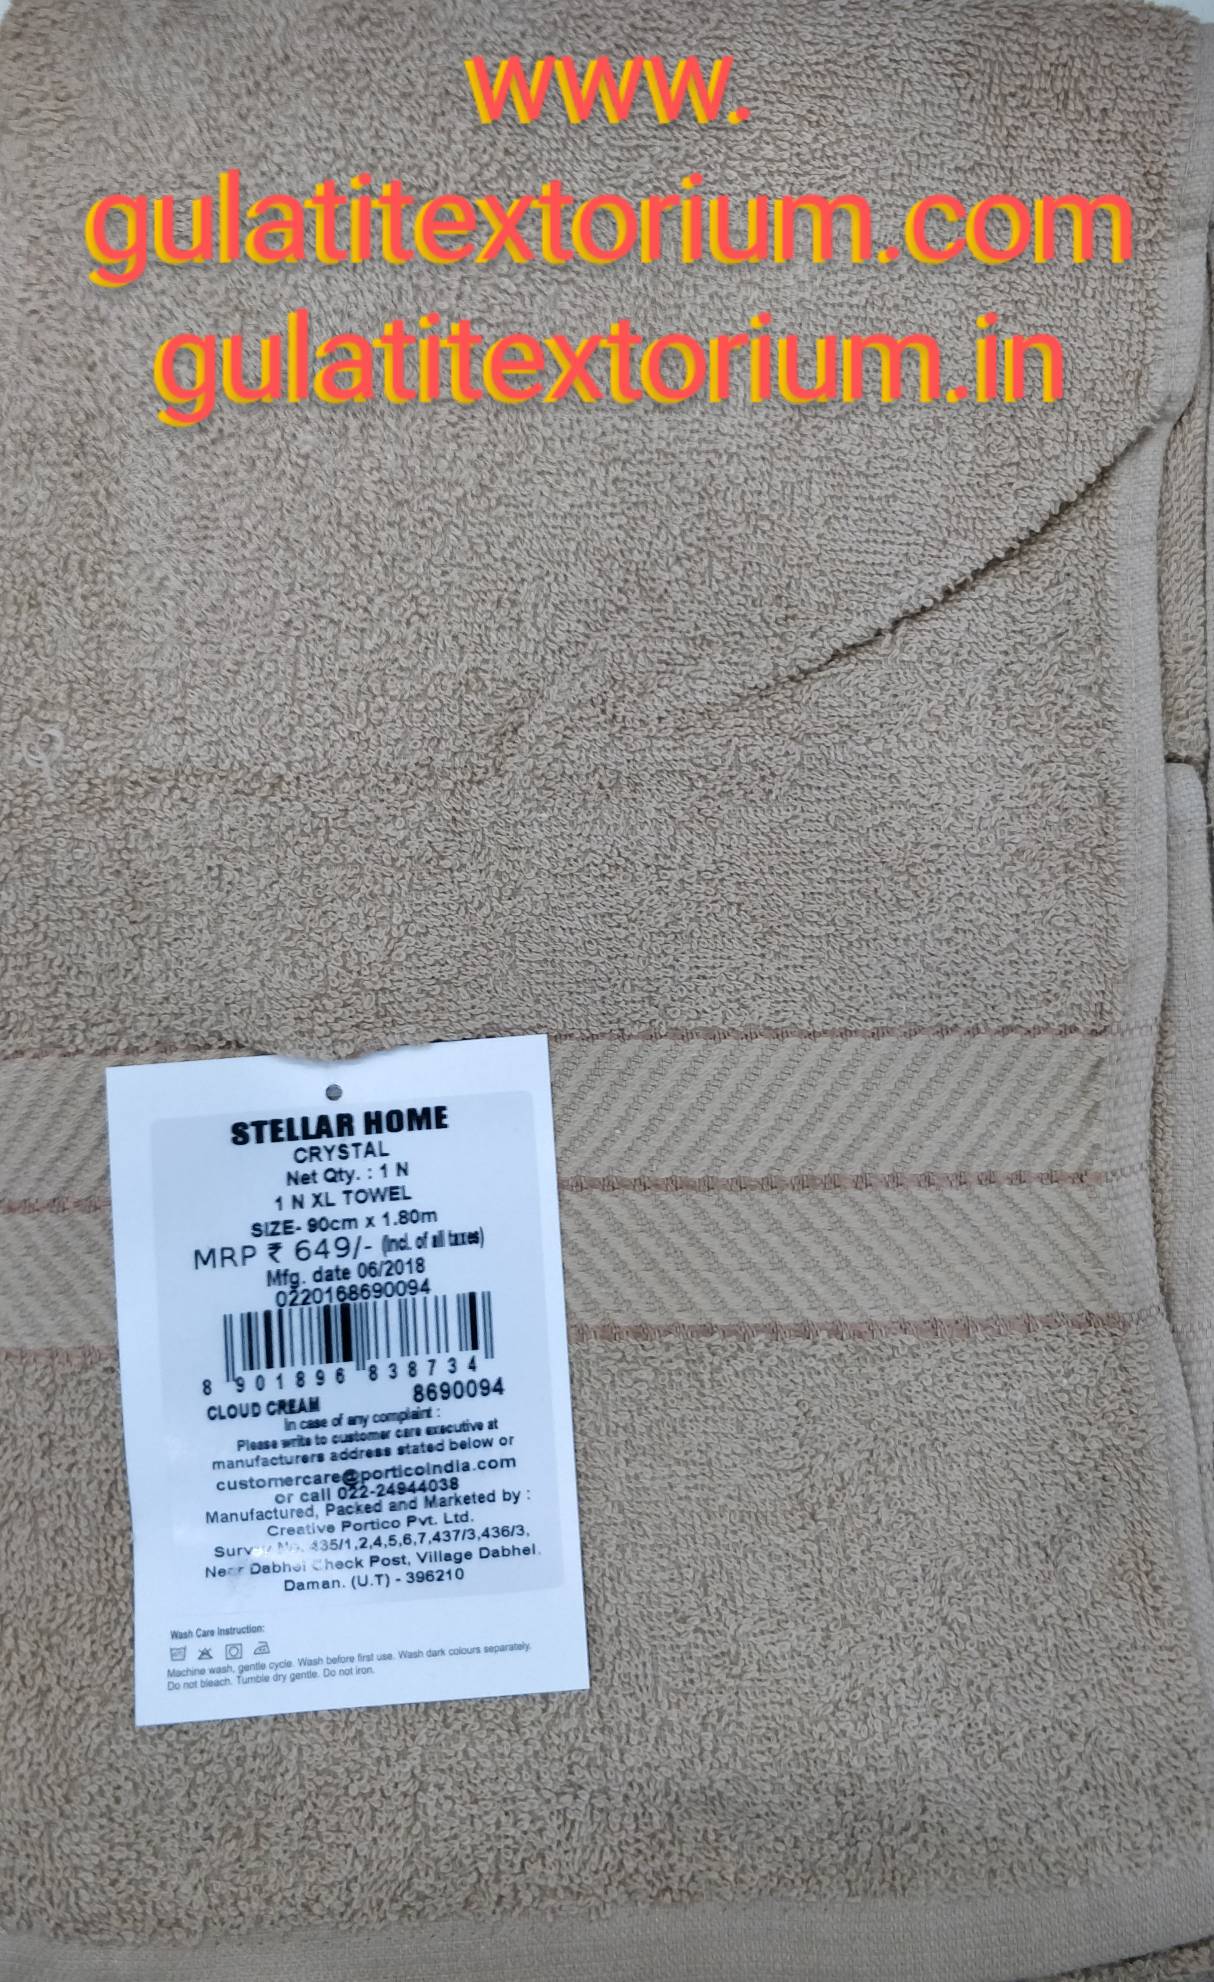 www.
gulatitextorium.com
gulatitextorium.in
STELLAR HOME
CRYSTAL
Net Qty. : 1 N
1 N XL TOWEL
SIZE- 90cm x 1.80m
MRP ₹ 649/- (Incl. of all taxes)
Mfg. date 06/2018
0220168690094
8 901896 838734
CLOUD CREAM 8690094
In case of any complaint :
Please write to customer care executive at
manufacturers address stated below or
customercare@porticoindia.com
or call 022-24944038
Manufactured, Packed and Marketed by :
Creative Portico Pvt. Ltd.
Survey No. 435/1,2,4,5,6,7,437/3,436/3,
Near Dabhel Check Post, Village Dabhel.
Daman. (U.T) - 396210
Wash Care Instruction:
Machine wash, gentle cycle. Wash before first use. Wash dark colours separately.
Do not bleach. Tumble dry gentle. Do not iron.